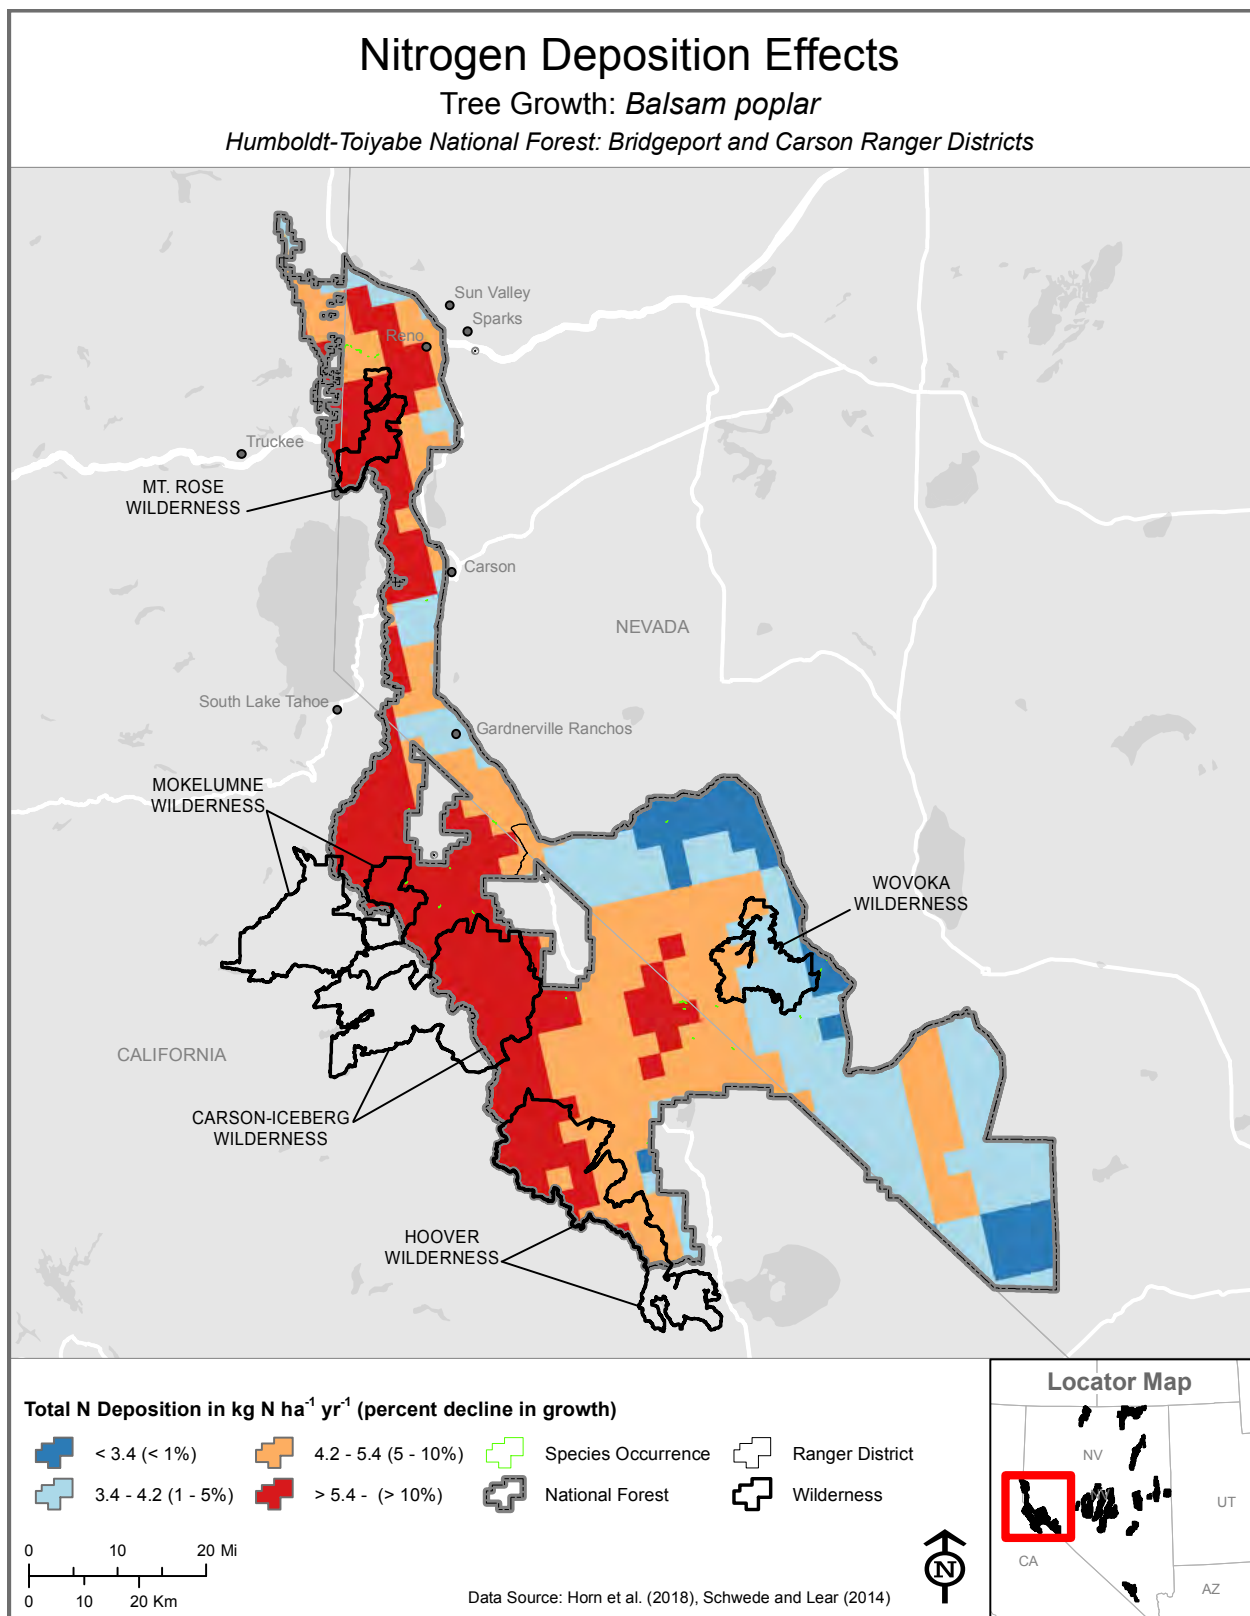 Nitrogen Deposition Effects
Tree Growth: Balsam poplar
Humboldt-Toiyabe National Forest: Bridgeport and Carson Ranger Districts
Sun Valley
Sparks
Reno
Truckee
MT. ROSE
WILDERNESS
Carson
NEVADA
South Lake Tahoe
Gardnerville Ranchos
MOKELUMNE
WILDERNESS
WOVOKA
WILDERNESS
CALIFORNIA
CARSON-ICEBERG
WILDERNESS
HOOVER
WILDERNESS
Total N Deposition in kg N ha⁻¹ yr⁻¹ (percent decline in growth)
< 3.4 (< 1%)
3.4 - 4.2 (1 - 5%)
4.2 - 5.4 (5 - 10%)
> 5.4 - (> 10%)
Species Occurrence
National Forest
Ranger District
Wilderness
0 10 20 Mi
0 10 20 Km
N
Data Source: Horn et al. (2018), Schwede and Lear (2014)
Locator Map
NV
UT
CA
AZ